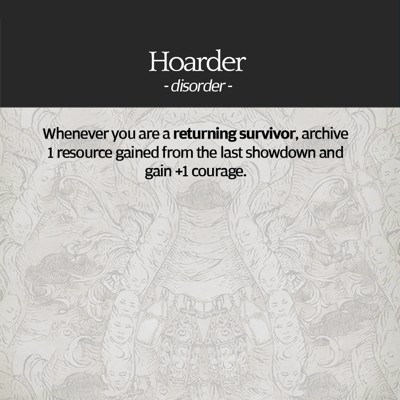 Hoarder
- disorder -
Whenever you are a returning survivor, archive
1 resource gained from the last showdown and
gain +1 courage.